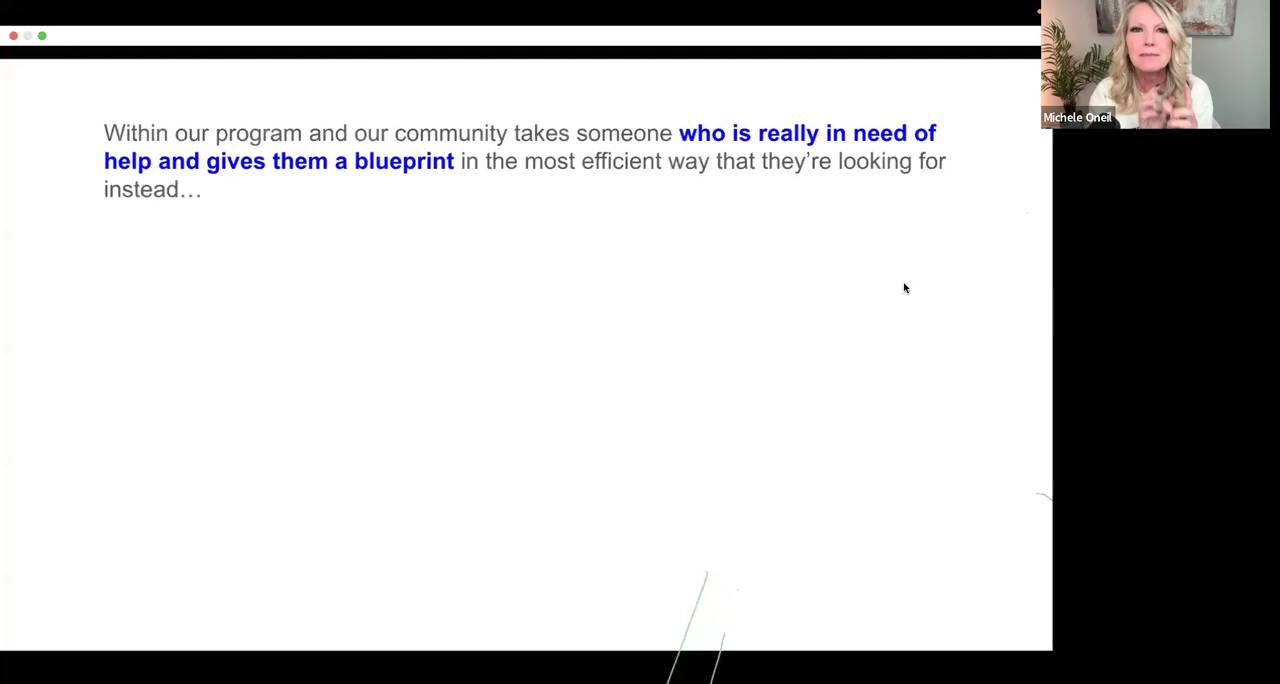 Within our program and our community takes someone who is really in need of
help and gives them a blueprint in the most efficient way that they’re looking for
instead…
Michele Oneil